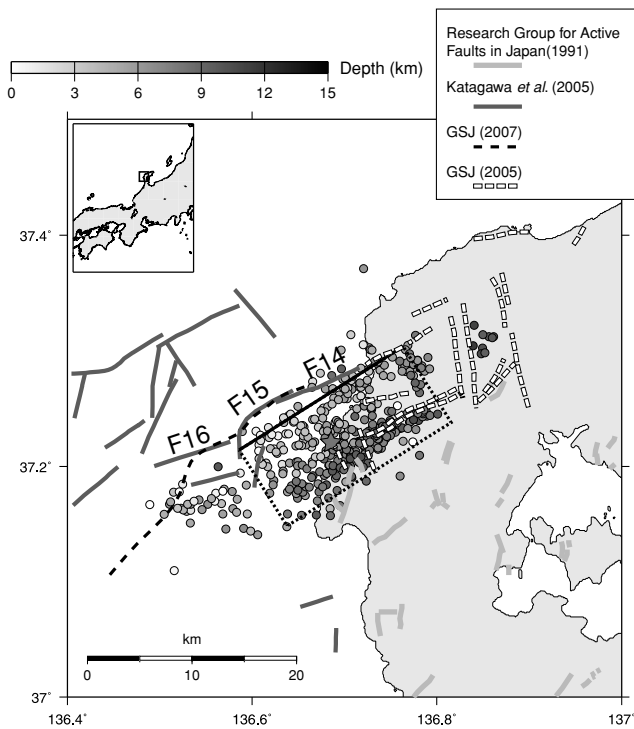 Research Group for Active
Faults in Japan(1991)
Katagawa et al. (2005)
GSJ (2007)
GSJ (2005)
Depth (km)
0 3 6 9 12 15
37.4
37.2
37°
F14
F15
F16
km
0 10 20
136.4 136.6 136.8 137°